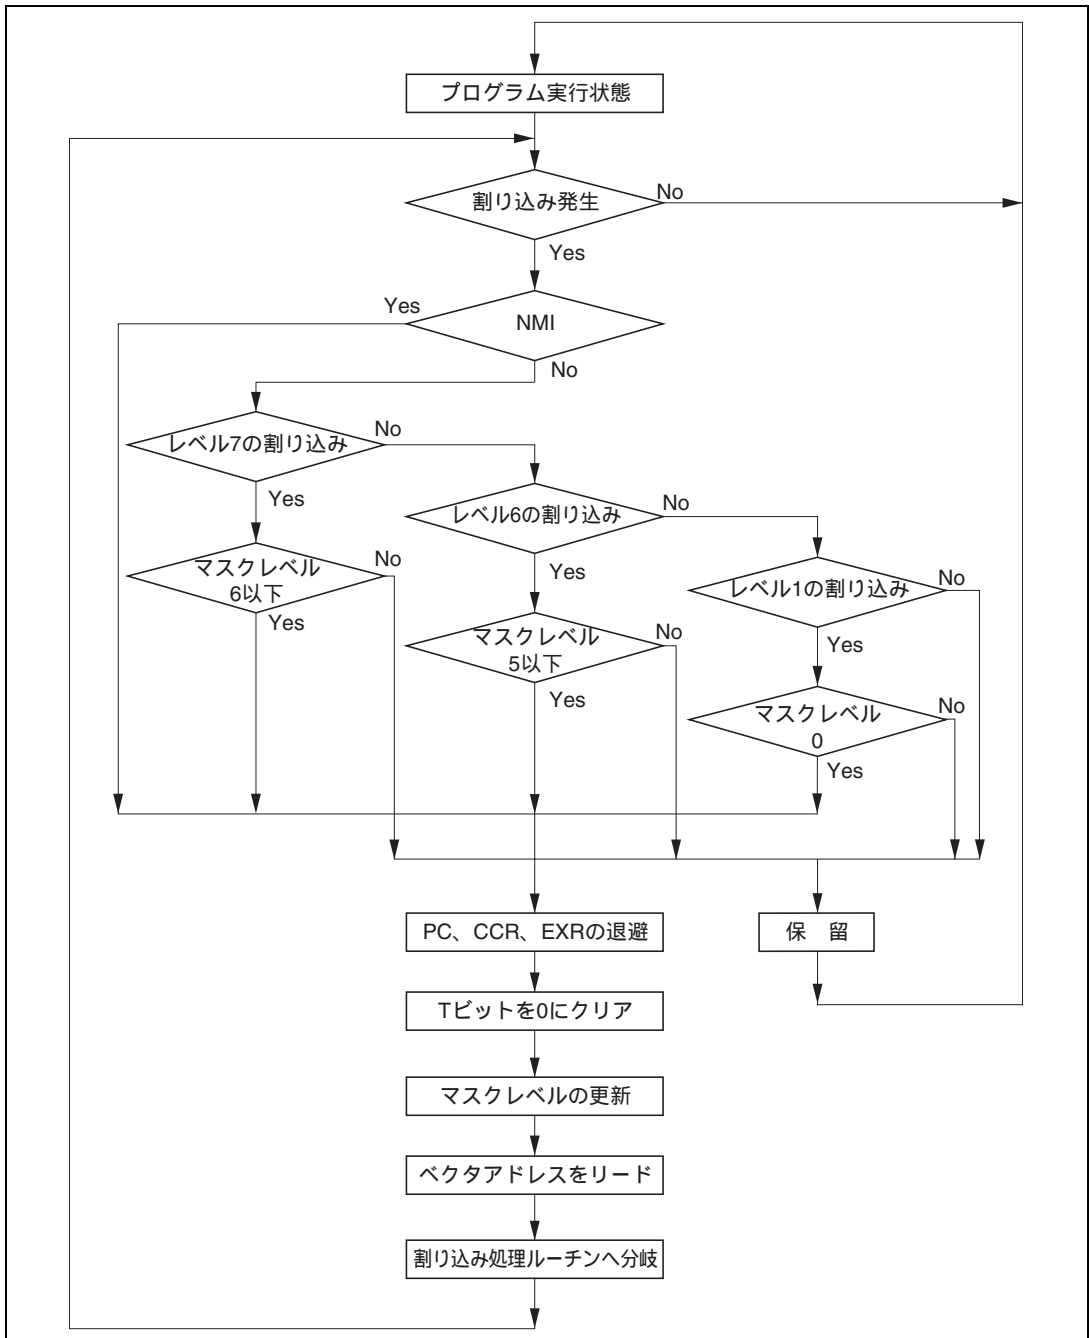 プログラム実行状態
割り込み発生
No
Yes
Yes
NMI
No
レベル7の割り込み
No
Yes
レベル6の割り込み
No
Yes
マスクレベル
6以下
No
Yes
レベル1の割り込み
No
Yes
マスクレベル
5以下
No
Yes
マスクレベル
0
No
Yes
PC、CCR、EXRの退避
保　留
Tビットを0にクリア
マスクレベルの更新
ベクタアドレスをリード
割り込み処理ルーチンへ分岐